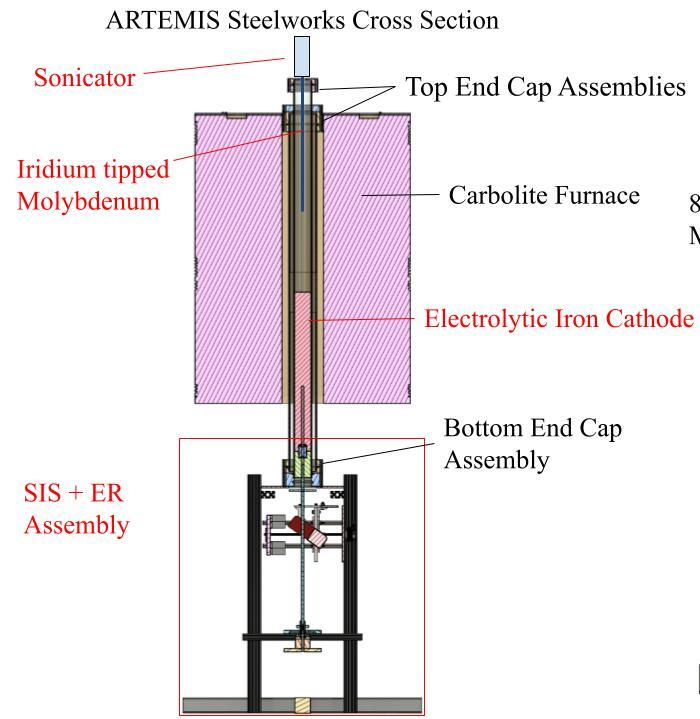 ARTEMIS Steelworks Cross Section
Sonicator
Top End Cap Assemblies
Iridium tipped
Molybdenum
Carbolite Furnace
8
M
Electrolytic Iron Cathode
Bottom End Cap
Assembly
SIS + ER
Assembly